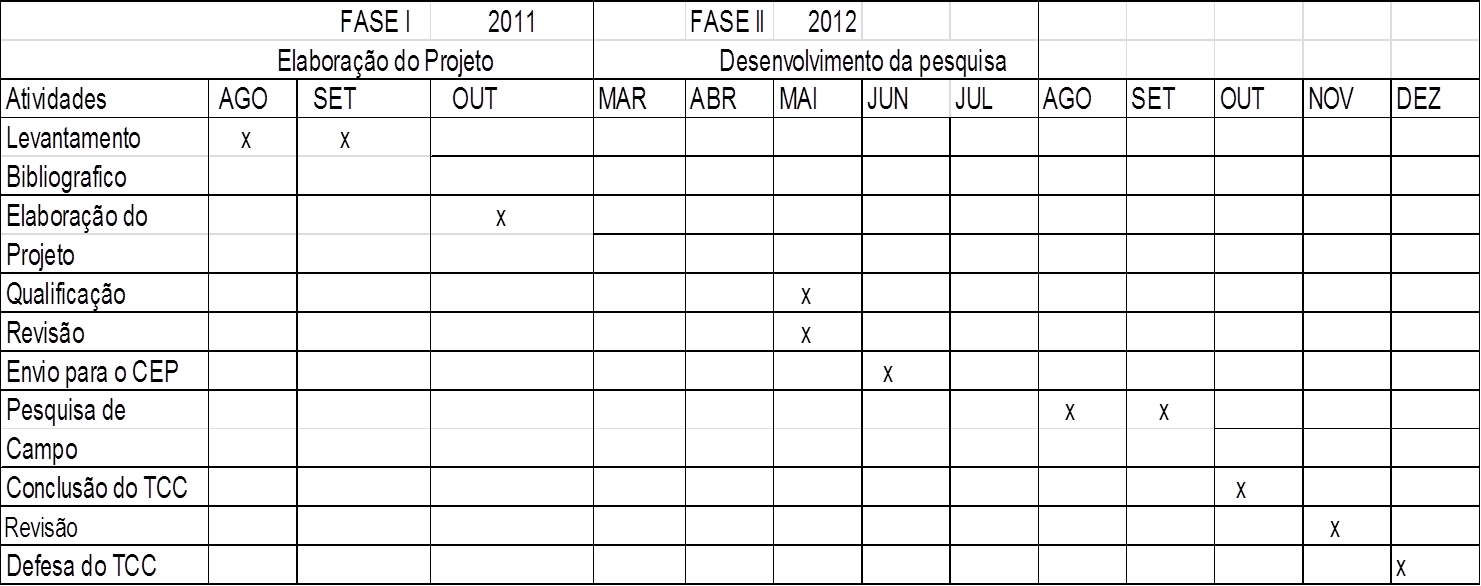 FASE I 2011 FASE II 2012
Elaboração do Projeto Desenvolvimento da pesquisa
Atividades AGO SET OUT MAR ABR MAI JUN JUL AGO SET OUT NOV DEZ
Levantamento x x
Bibliografico
Elaboração do x
Projeto
Qualificação x
Revisão x
Envio para o CEP x
Pesquisa de x x
Campo
Conclusão do TCC x
Revisão x
Defesa do TCC x